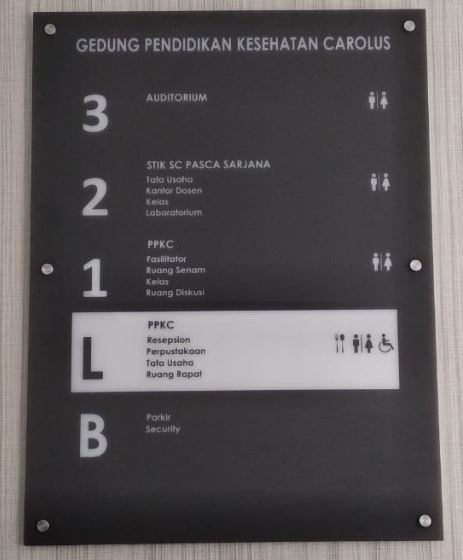 GEDUNG PENDIDIKAN KESEHATAN CAROLUS
3
AUDITORIUM
2
STIK SC PASCA SARJANA
Tata Usaha
Kantor Dosen
Kelas
Laboratorium
1
PPKC
Fasilitator
Ruang Senam
Kelas
Ruang Diskusi
L
PPKC
Resepsion
Perpustakaan
Tata Usaha
Ruang Rapat
B
Parkir
Security